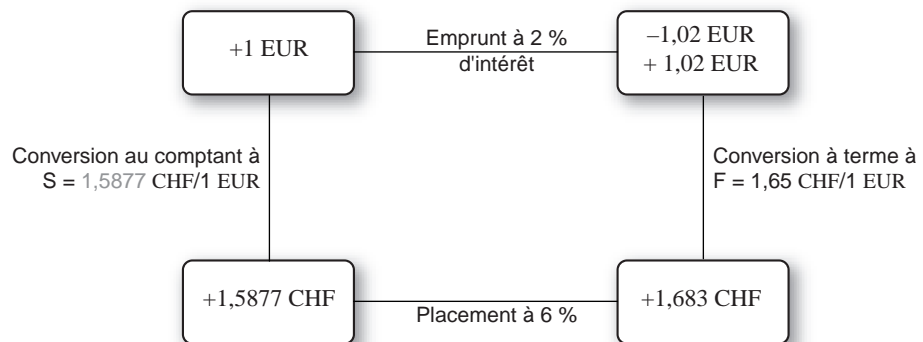 +1 EUR
Emprunt à 2 %
d'intérêt
–1,02 EUR
+ 1,02 EUR
Conversion au comptant à
S = 1,5877 CHF/1 EUR
Conversion à terme à
F = 1,65 CHF/1 EUR
+1,5877 CHF
Placement à 6 %
+1,683 CHF